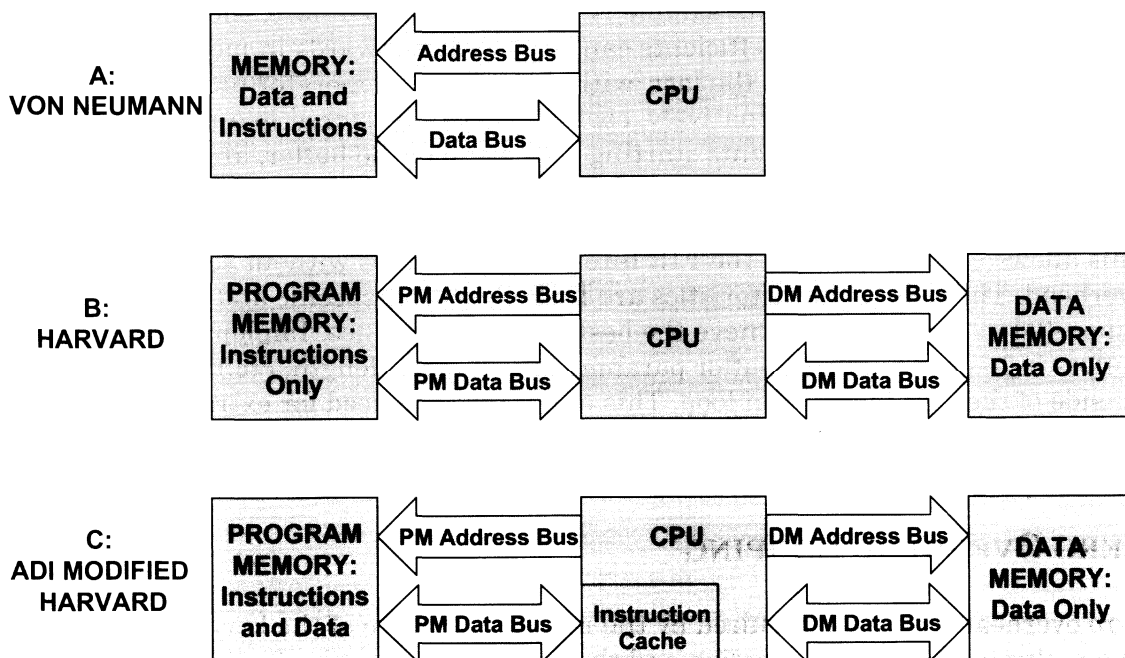 A:
VON NEUMANN
MEMORY:
Data and
Instructions
Address Bus
Data Bus
CPU
B:
HARVARD
PROGRAM
MEMORY:
Instructions
Only
PM Address Bus
PM Data Bus
CPU
DM Address Bus
DM Data Bus
DATA
MEMORY:
Data Only
C:
ADI MODIFIED
HARVARD
PROGRAM
MEMORY:
Instructions
and Data
PM Address Bus
PM Data Bus
CPU
Instruction
Cache
DM Address Bus
DM Data Bus
DATA
MEMORY:
Data Only